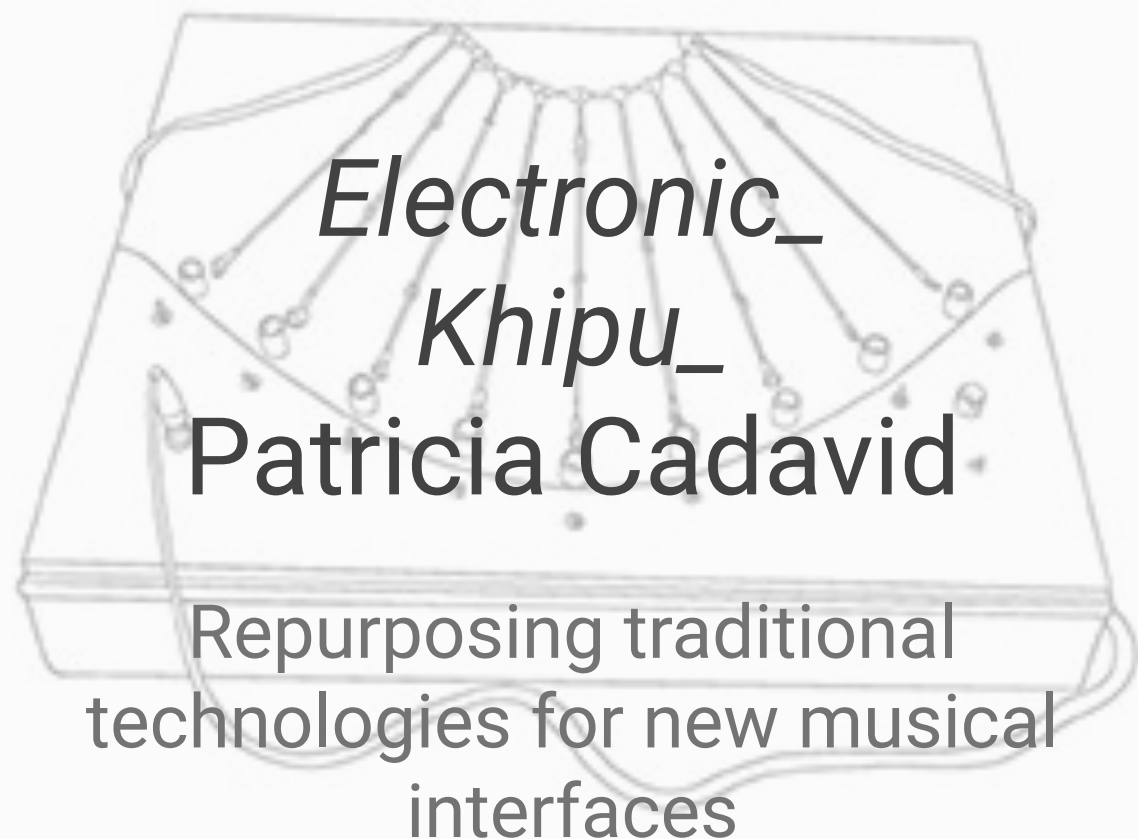 Electronic_
Khipu_
Patricia Cadavid
Repurposing traditional
technologies for new musical
interfaces